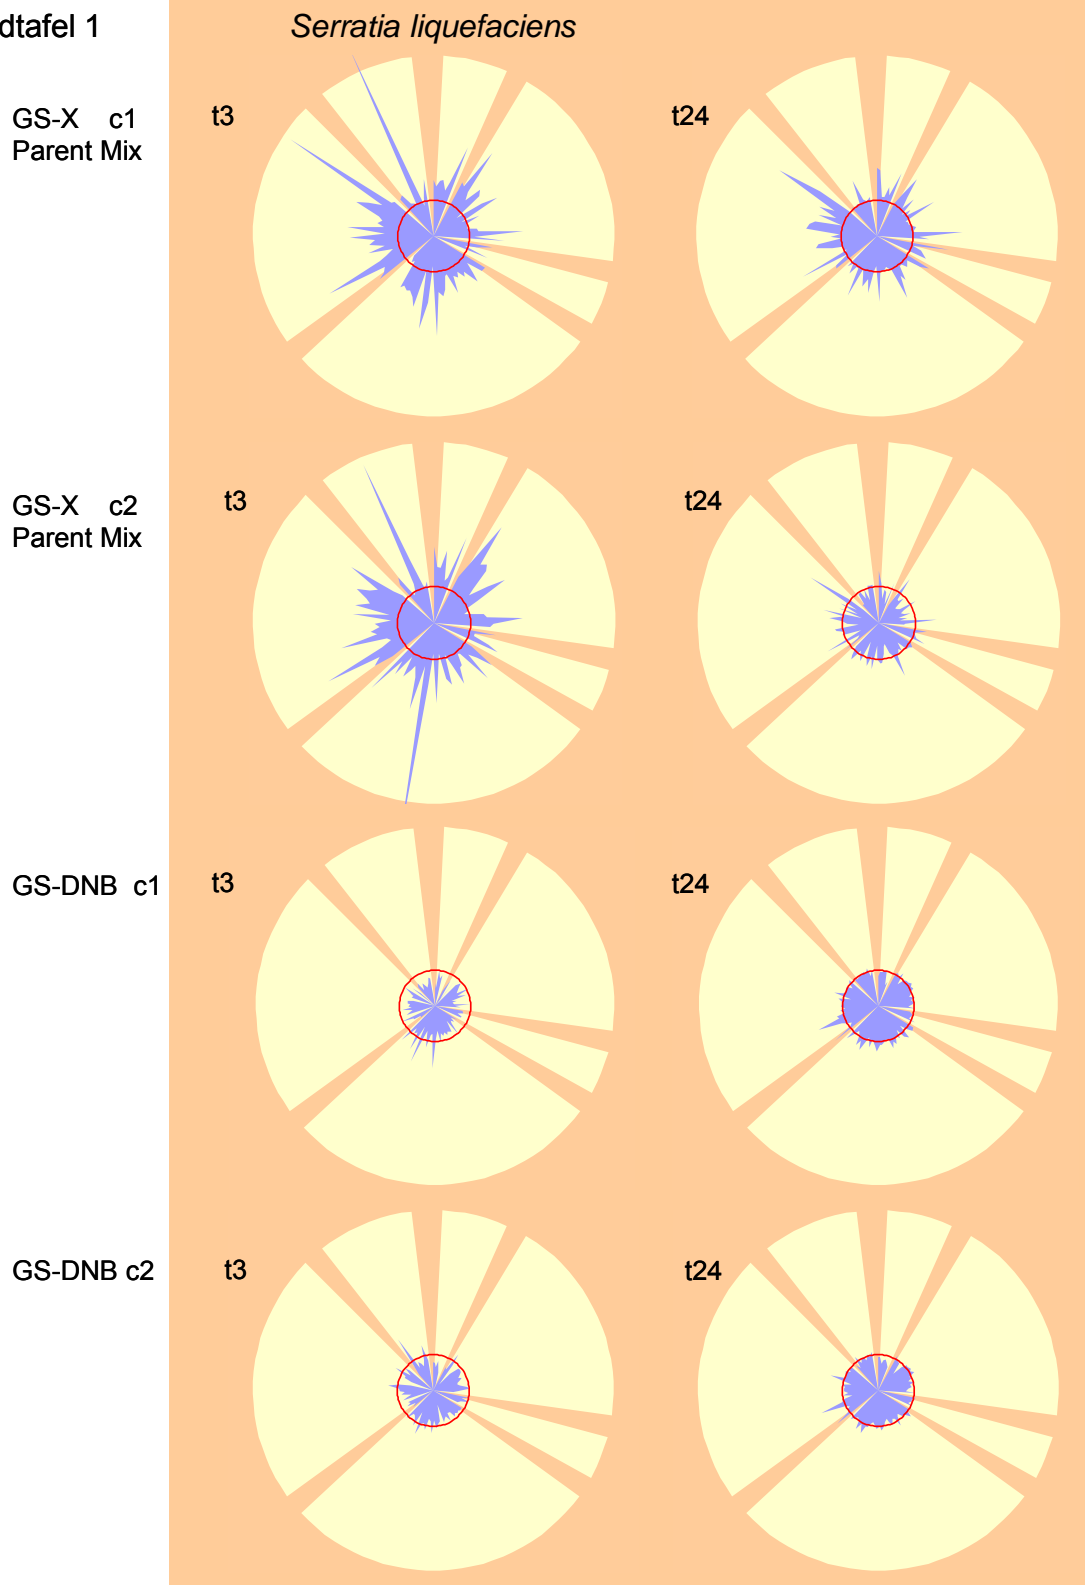 dtafel 1
Serratia liquefaciens
GS-X c1
Parent Mix
t3
t24
GS-X c2
Parent Mix
t3
t24
GS-DNB c1
t3
t24
GS-DNB c2
t3
t24